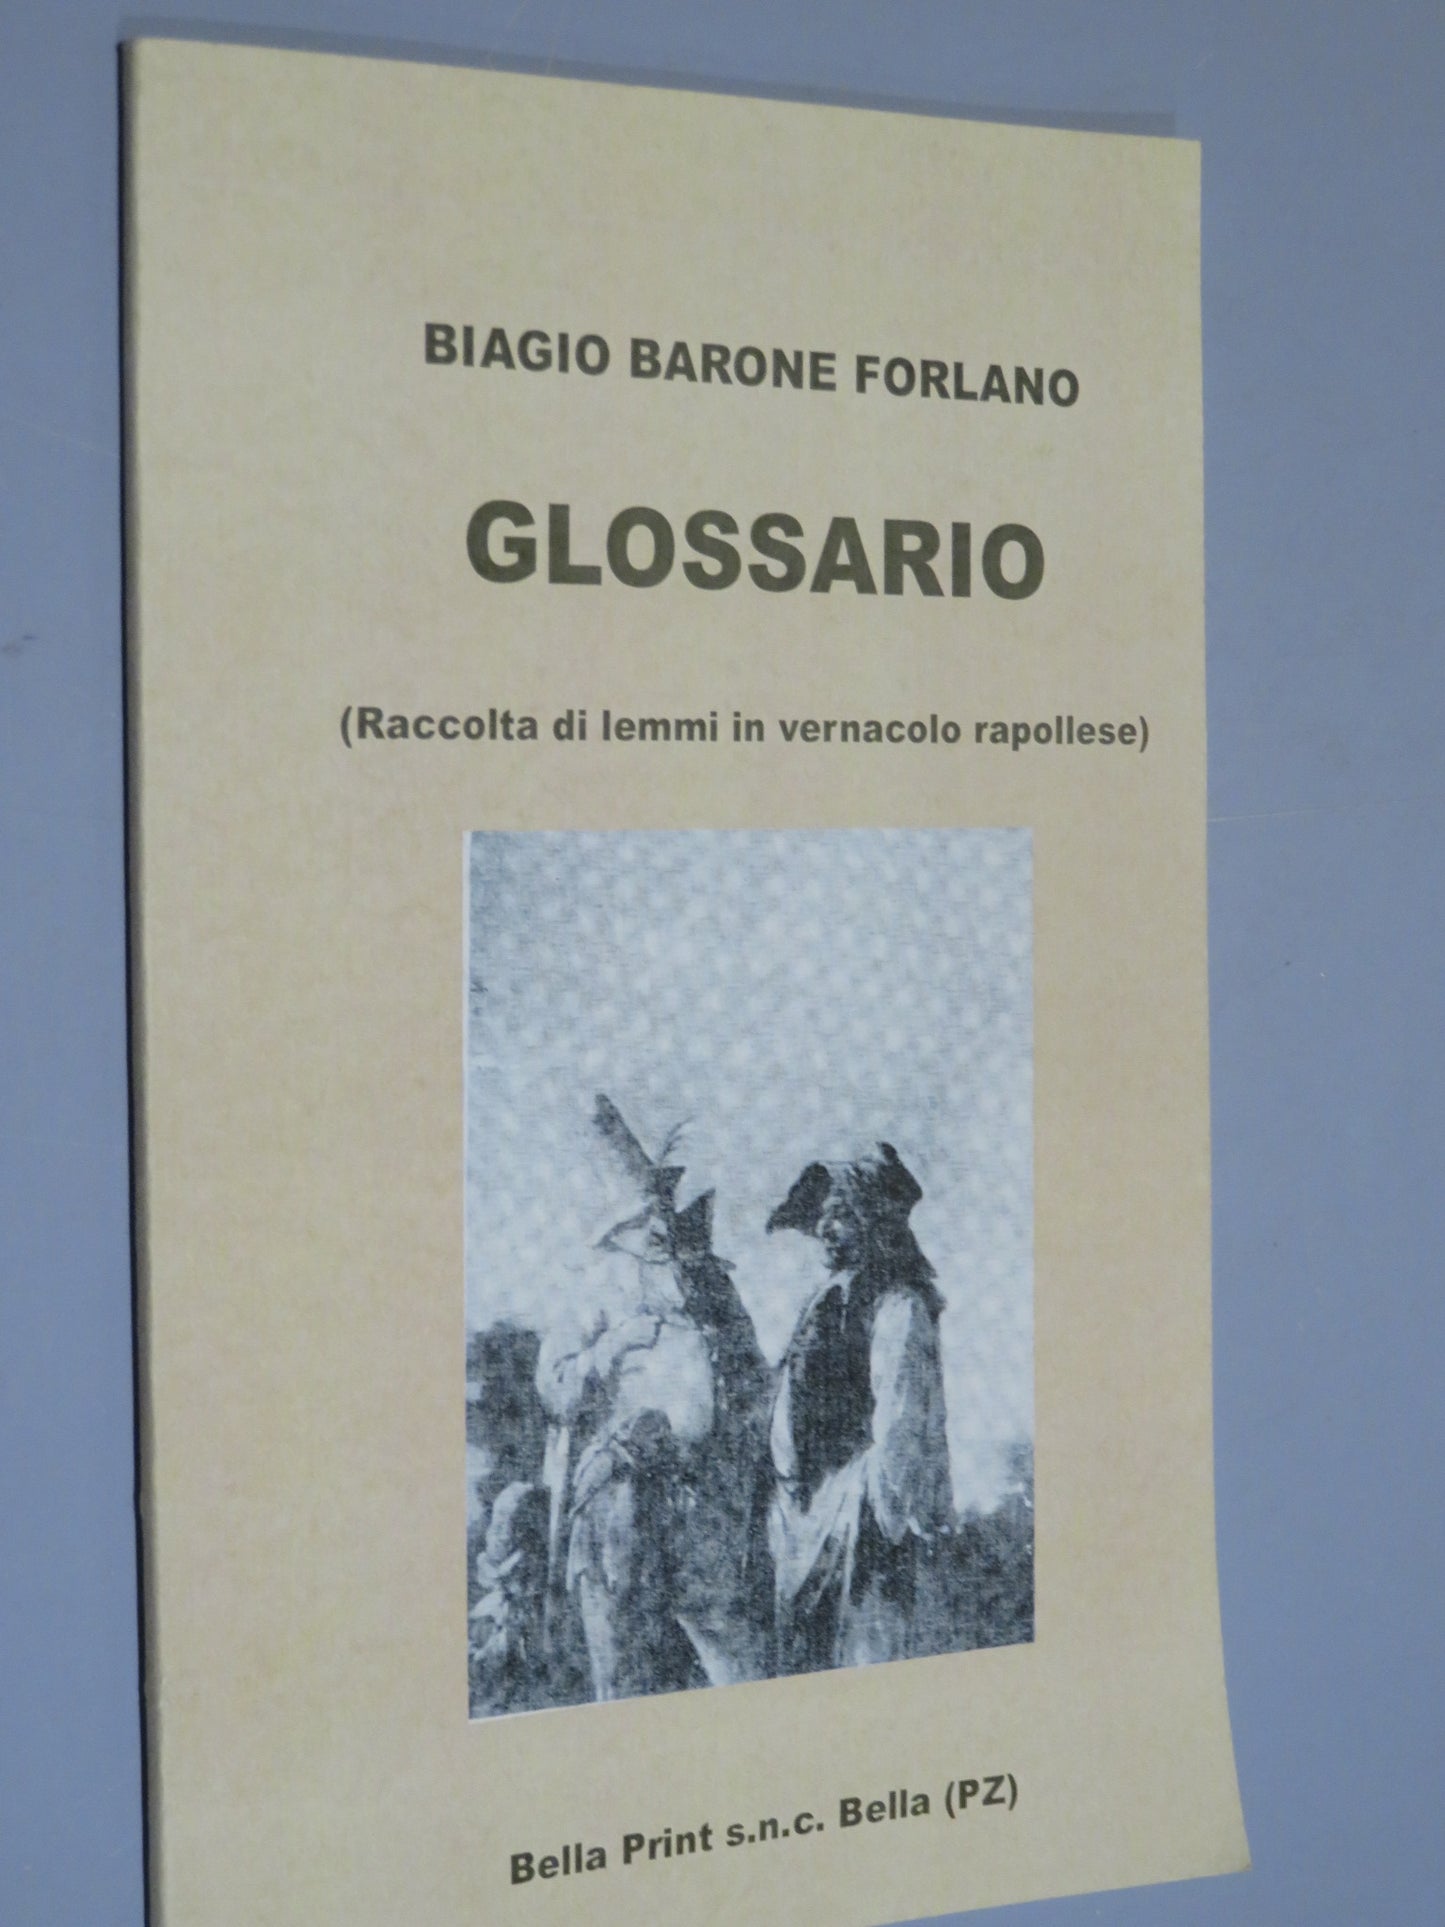 BIAGIO BARONE FORLANO
GLOSSARIO
(Raccolta di lemmi in vernacolo rapollese)
Bella Print s.n.c. Bella (PZ)